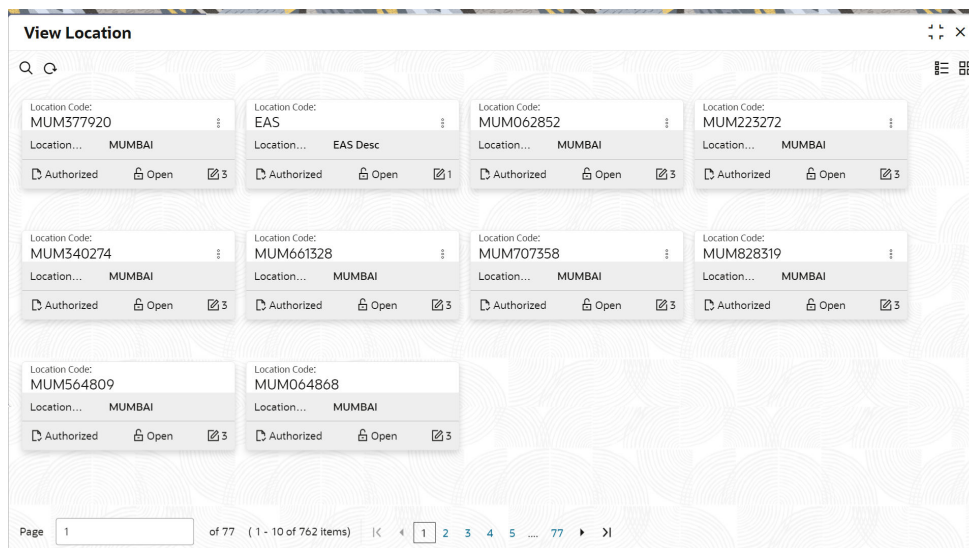 View Location
Location Code: Location Code: Location Code: Location Code:
MUM377920 EAS MUM062852 MUM223272
Location... MUMBAI Location... EAS Desc Location... MUMBAI Location... MUMBAI
Authorized Open 3 Authorized Open 1 Authorized Open 3 Authorized Open 3
Location Code: Location Code: Location Code: Location Code:
MUM340274 MUM661328 MUM707358 MUM828319
Location... MUMBAI Location... MUMBAI Location... MUMBAI Location... MUMBAI
Authorized Open 3 Authorized Open 3 Authorized Open 3 Authorized Open 3
Location Code: Location Code:
MUM564809 MUM064868
Location... MUMBAI Location... MUMBAI
Authorized Open 3 Authorized Open 3
Page 1 of 77 ( 1 - 10 of 762 items) 1 2 3 4 5 .... 77